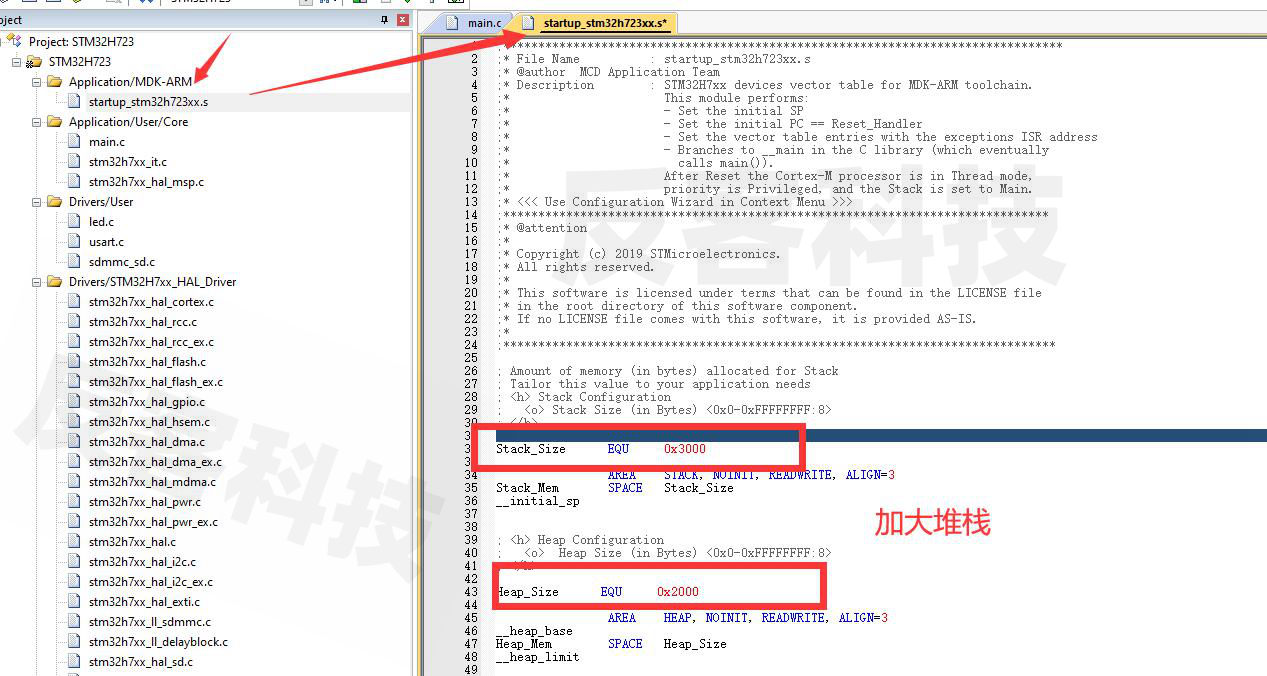 oject
Project: STM32H723
STM32H723
Application/MDK-ARM
startup_stm32h723xx.s
Application/User/Core
main.c
stm32h7xx_it.c
stm32h7xx_hal_msp.c
Drivers/User
led.c
usart.c
sdmmc_sd.c
Drivers/STM32H7xx_HAL_Driver
stm32h7xx_hal_cortex.c
stm32h7xx_hal_rcc.c
stm32h7xx_hal_rcc_ex.c
stm32h7xx_hal_flash.c
stm32h7xx_hal_flash_ex.c
stm32h7xx_hal_gpio.c
stm32h7xx_hal_hsem.c
stm32h7xx_hal_dma.c
stm32h7xx_hal_dma_ex.c
stm32h7xx_hal_mdma.c
stm32h7xx_hal_pwr.c
stm32h7xx_hal_pwr_ex.c
stm32h7xx_hal.c
stm32h7xx_hal_i2c.c
stm32h7xx_hal_i2c_ex.c
stm32h7xx_hal_exti.c
stm32h7xx_ll_sdmmc.c
stm32h7xx_ll_delayblock.c
stm32h7xx_hal_sd.c
反客科技
main.c
startup_stm32h723xx.s*
2 ;* File Name : startup_stm32h723xx.s
3 ;* @author MCD Application Team
4 ;* Description : STM32H7xx devices vector table for MDK-ARM toolchain.
5 ;* This module performs:
6 ;* - Set the initial SP
7 ;* - Set the initial PC == Reset_Handler
8 ;* - Set the vector table entries with the exceptions ISR address
9 ;* - Branches to __main in the C library (which eventually
10 ;* calls main()).
11 ;* After Reset the Cortex-M processor is in Thread mode,
12 ;* priority is Privileged, and the Stack is set to Main.
13 ;* <<< Use Configuration Wizard in Context Menu >>>
14 ;******************************************************************************
15 ;* @attention
16 ;*
17 ;* Copyright (c) 2019 STMicroelectronics.
18 ;* All rights reserved.
19 ;*
20 ;* This software is licensed under terms that can be found in the LICENSE file
21 ;* in the root directory of this software component.
22 ;* If no LICENSE file comes with this software, it is provided AS-IS.
23 ;*
24 ;*******************************************************************************
25
26 ; Amount of memory (in bytes) allocated for Stack
27 ; Tailor this value to your application needs
28 ; <h> Stack Configuration
29 ; <o> Stack Size (in Bytes) <0x0-0xFFFFFFFF:8>
30 ; </h>
Stack_Size EQU 0x3000
34 AREA STACK, NOINIT, READWRITE, ALIGN=3
35 Stack_Mem SPACE Stack_Size
36 __initial_sp
37
38
39 ; <h> Heap Configuration
40 ; <o> Heap Size (in Bytes) <0x0-0xFFFFFFFF:8>
41 ; </h>
42
43 Heap_Size EQU 0x2000
44
45 AREA HEAP, NOINIT, READWRITE, ALIGN=3
46 __heap_base
47 Heap_Mem SPACE Heap_Size
48 __heap_limit
49
加大堆栈
反客科技